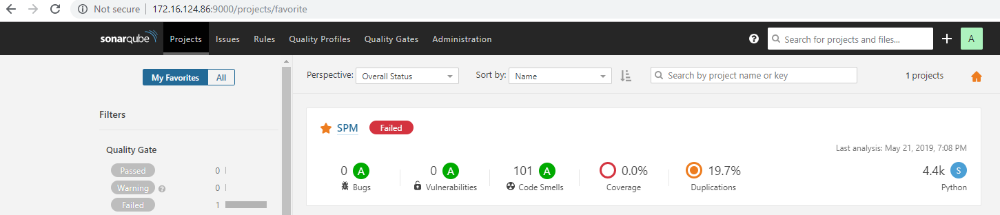 Not secure | 172.16.124.86:9000/projects/favorite
sonarqube Projects Issues Rules Quality Profiles Quality Gates Administration ? Search for projects and files... + A
My Favorites All
Perspective: Overall Status Sort by: Name Search by project name or key 1 projects
Filters
SPM Failed
Last analysis: May 21, 2019, 7:08 PM
Quality Gate
Passed 0
Warning ? 0
Failed 1
0 A 0 A 101 A 0.0% 19.7% 4.4k S
Bugs Vulnerabilities Code Smells Coverage Duplications Python